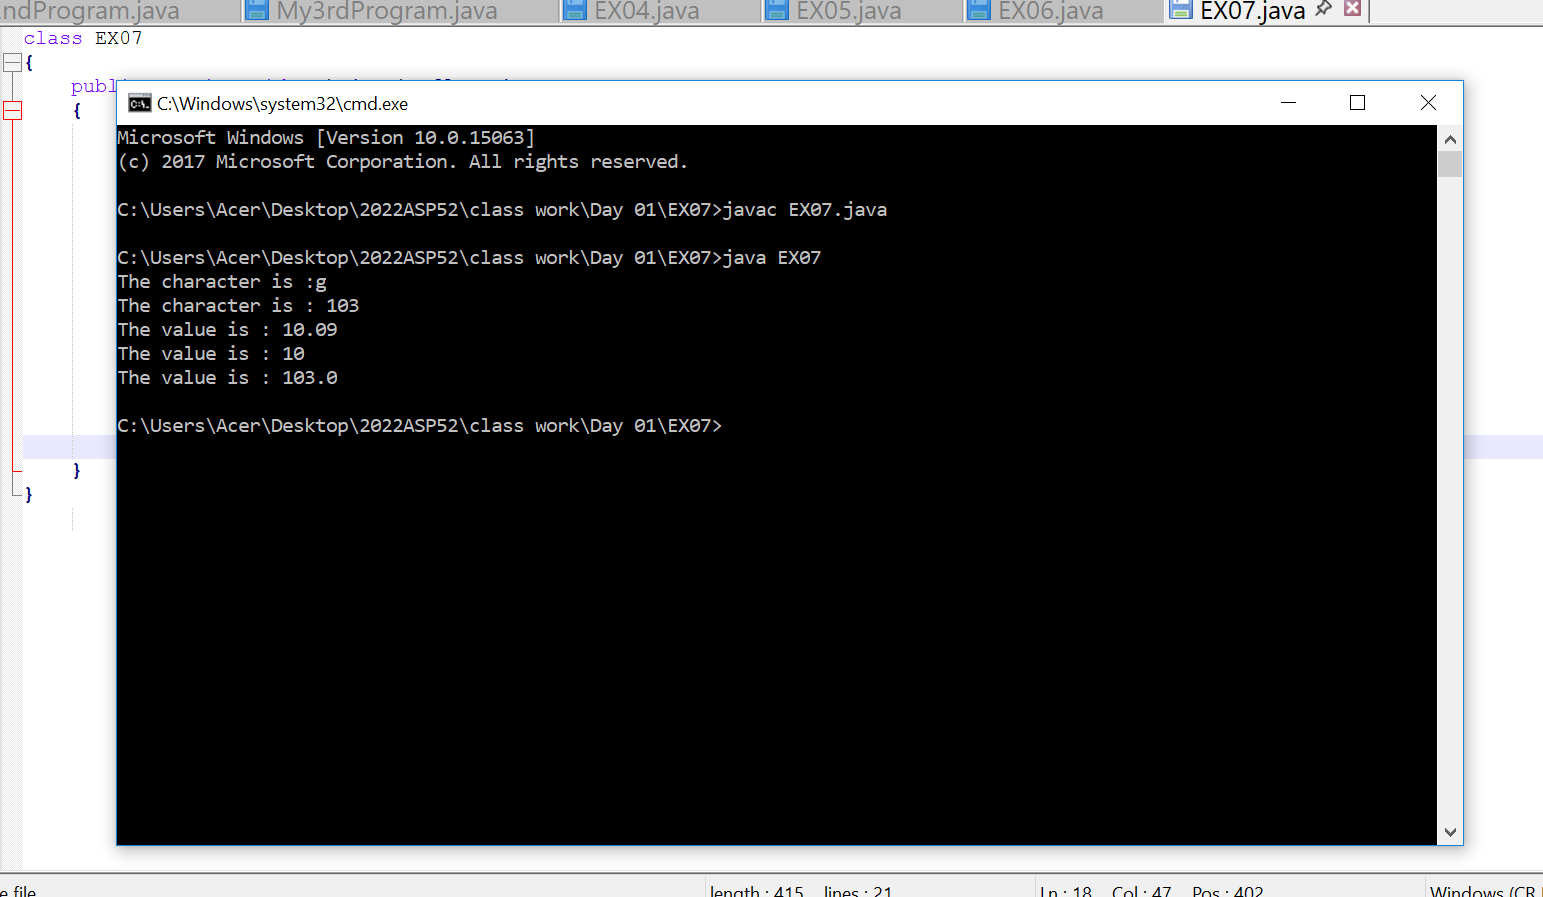 ndProgram.java My3rdProgram.java EX04.java EX05.java EX06.java EX07.java
class EX07
{
publ
{
C:\Windows\system32\cmd.exe
Microsoft Windows [Version 10.0.15063]
(c) 2017 Microsoft Corporation. All rights reserved.
C:\Users\Acer\Desktop\2022ASP52\class work\Day 01\EX07>javac EX07.java
C:\Users\Acer\Desktop\2022ASP52\class work\Day 01\EX07>java EX07
The character is :g
The character is : 103
The value is : 10.09
The value is : 10
The value is : 103.0
C:\Users\Acer\Desktop\2022ASP52\class work\Day 01\EX07>
}
}
e file length : 415 lines : 21 Ln : 18 Col : 47 Pos : 402 Windows (CR